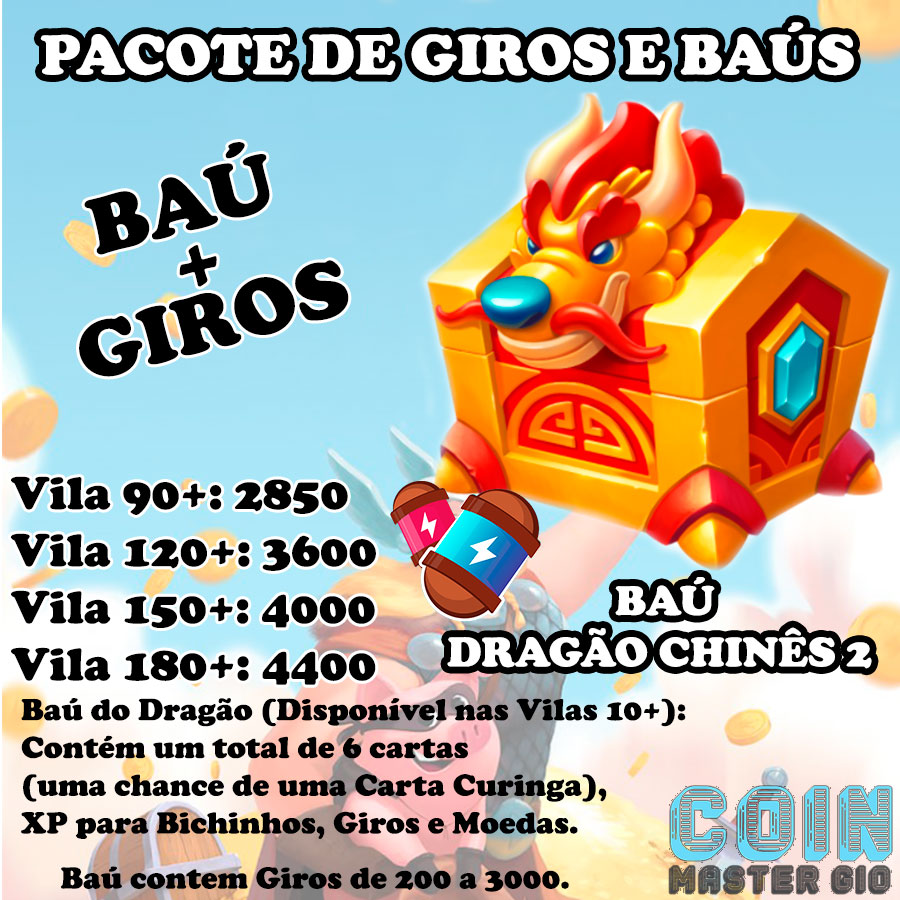 PACOTE DE GIROS E BAÚS
BAÚ
+
GIROS
Vila 90+: 2850
Vila 120+: 3600
Vila 150+: 4000
Vila 180+: 4400
BAÚ
DRAGÃO CHINÊS 2
Baú do Dragão (Disponível nas Vilas 10+):
Contém um total de 6 cartas
(uma chance de uma Carta Curinga),
XP para Bichinhos, Giros e Moedas.
Baú contem Giros de 200 a 3000.
COIN
MASTER GIO